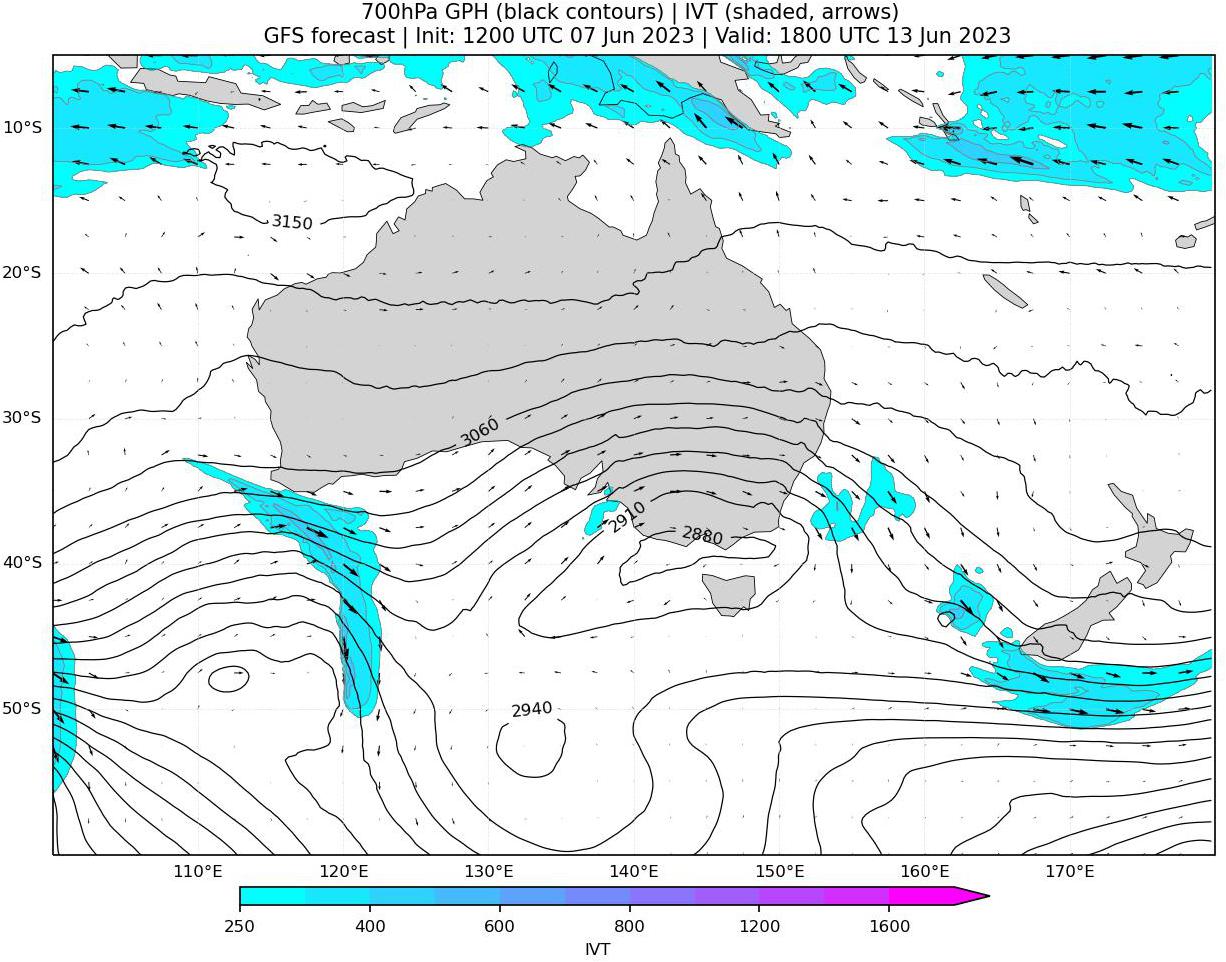 700hPa GPH (black contours) | IVT (shaded, arrows)
GFS forecast | Init: 1200 UTC 07 Jun 2023 | Valid: 1800 UTC 13 Jun 2023
10°S
3150
20°S
30°S
3060
2910
2880
40°S
50°S
2940
110°E 120°E 130°E 140°E 150°E 160°E 170°E
250 400 600 800 1200 1600
IVT